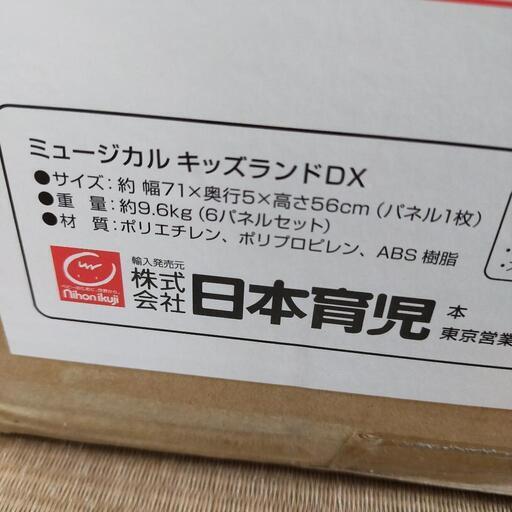 ミュージカル キッズランドDX
●サイズ：約 幅71×奥行5×高さ56cm（パネル1枚）
●重 量：約9.6kg（6パネルセット）
●材 質：ポリエチレン、ポリプロピレン、ABS 樹脂
輸入発売元
株式会社 日本育児
Nihon ikuji
本
東京営業